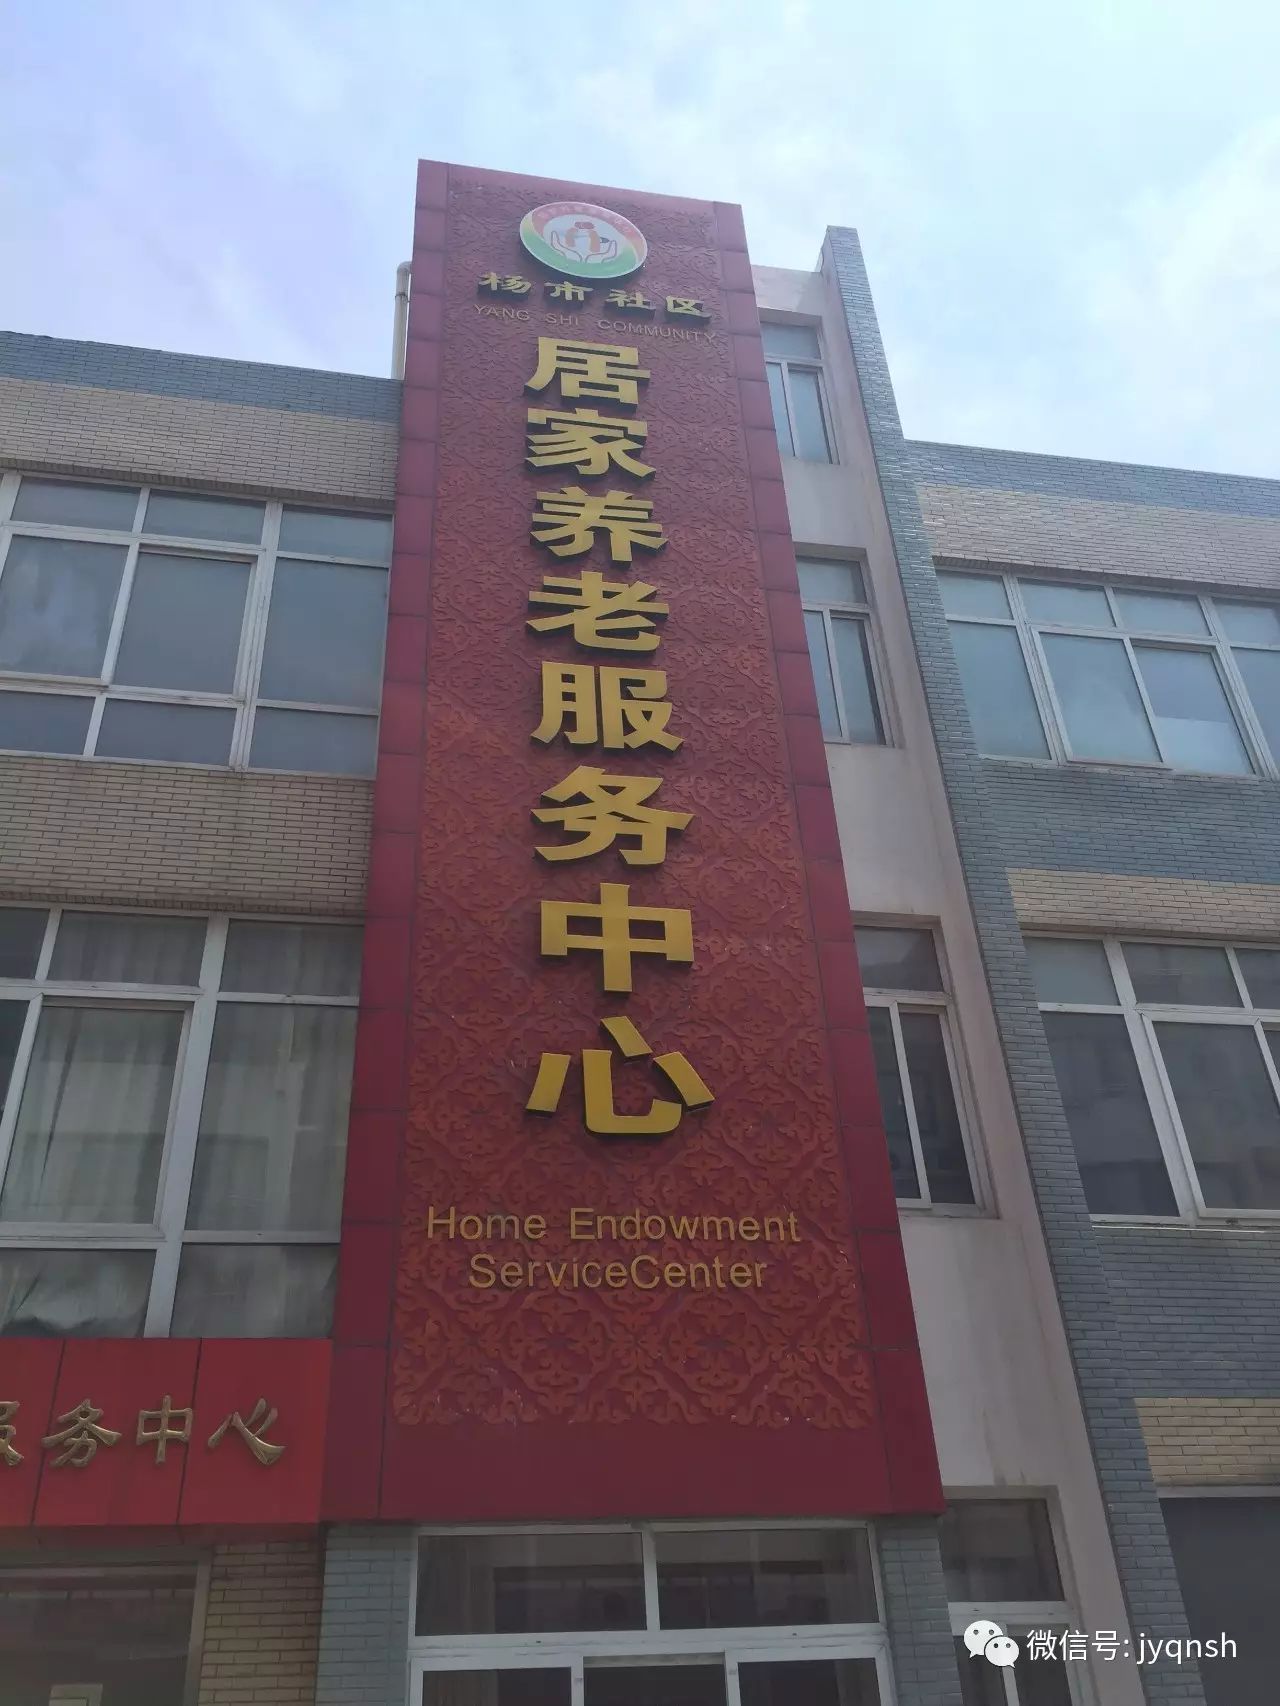 杨市社区
YANG SHI COMMUNITY
居家养老服务中心
Home Endowment
ServiceCenter
服务中心
微信号: jyqnsh